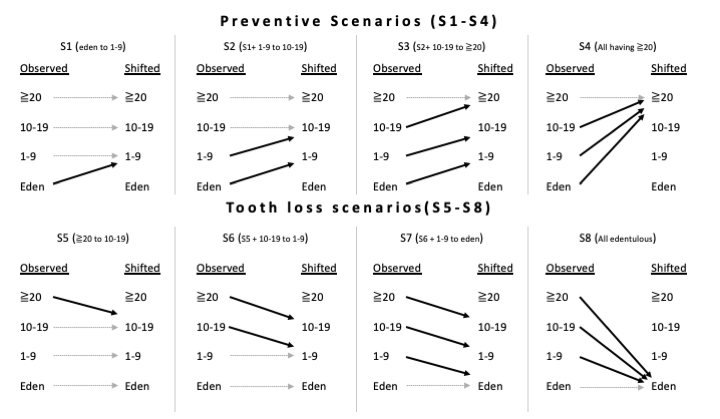 Preventive Scenarios (S1-S4)
S1 (eden to 1-9)
Observed Shifted
≧20 ≧20
10-19 10-19
1-9 1-9
Eden Eden
S2 (S1+ 1-9 to 10-19)
Observed Shifted
≧20 ≧20
10-19 10-19
1-9 1-9
Eden Eden
S3 (S2+ 10-19 to ≧20)
Observed Shifted
≧20 ≧20
10-19 10-19
1-9 1-9
Eden Eden
S4 (All having ≧20)
Observed Shifted
≧20 ≧20
10-19 10-19
1-9 1-9
Eden Eden
Tooth loss scenarios(S5-S8)
S5 (≧20 to 10-19)
Observed Shifted
≧20 ≧20
10-19 10-19
1-9 1-9
Eden Eden
S6 (S5 + 10-19 to 1-9)
Observed Shifted
≧20 ≧20
10-19 10-19
1-9 1-9
Eden Eden
S7 (S6 + 1-9 to eden)
Observed Shifted
≧20 ≧20
10-19 10-19
1-9 1-9
Eden Eden
S8 (All edentulous)
Observed Shifted
≧20 ≧20
10-19 10-19
1-9 1-9
Eden Eden